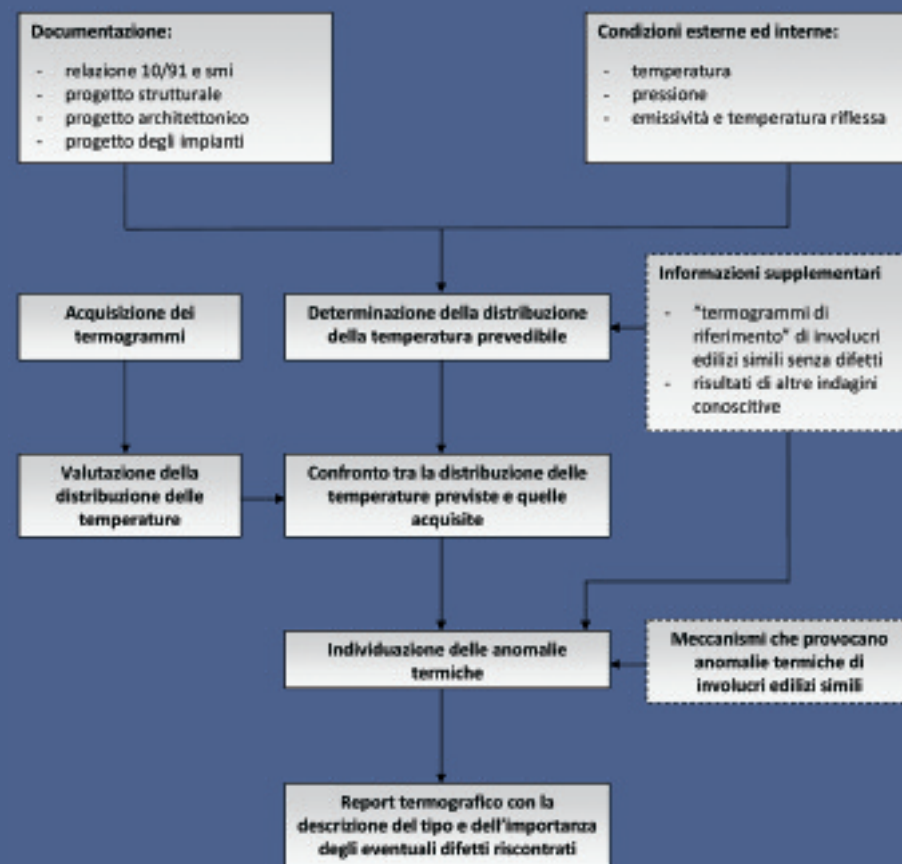 Documentazione:
- relazione 10/91 e smi
- progetto strutturale
- progetto architettonico
- progetto degli impianti
Condizioni esterne ed interne:
- temperatura
- pressione
- emissività e temperatura riflessa
Informazioni supplementari
- "termogrammi di
riferimento" di involucri
edilizi simili senza difetti
- risultati di altre indagini
conoscitive
Acquisizione dei
termogrammi
Determinazione della distribuzione
della temperatura prevedibile
Valutazione della
distribuzione delle
temperature
Confronto tra la distribuzione delle
temperature previste e quelle
acquisite
Individuazione delle anomalie
termiche
Meccanismi che provocano
anomalie termiche di
involucri edilizi simili
Report termografico con la
descrizione del tipo e dell'importanza
degli eventuali difetti riscontrati